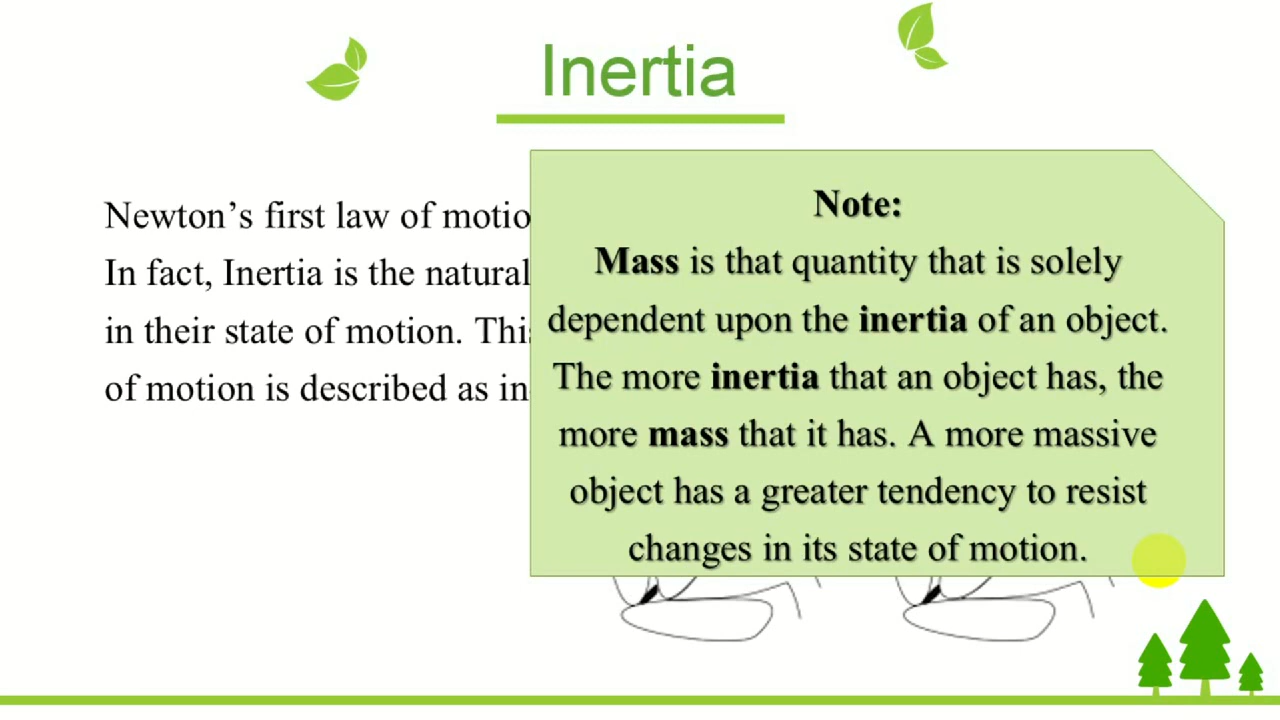 Inertia
Newton’s first law of motio
In fact, Inertia is the natural
in their state of motion. This
of motion is described as in
Note:
Mass is that quantity that is solely
dependent upon the inertia of an object.
The more inertia that an object has, the
more mass that it has. A more massive
object has a greater tendency to resist
changes in its state of motion.